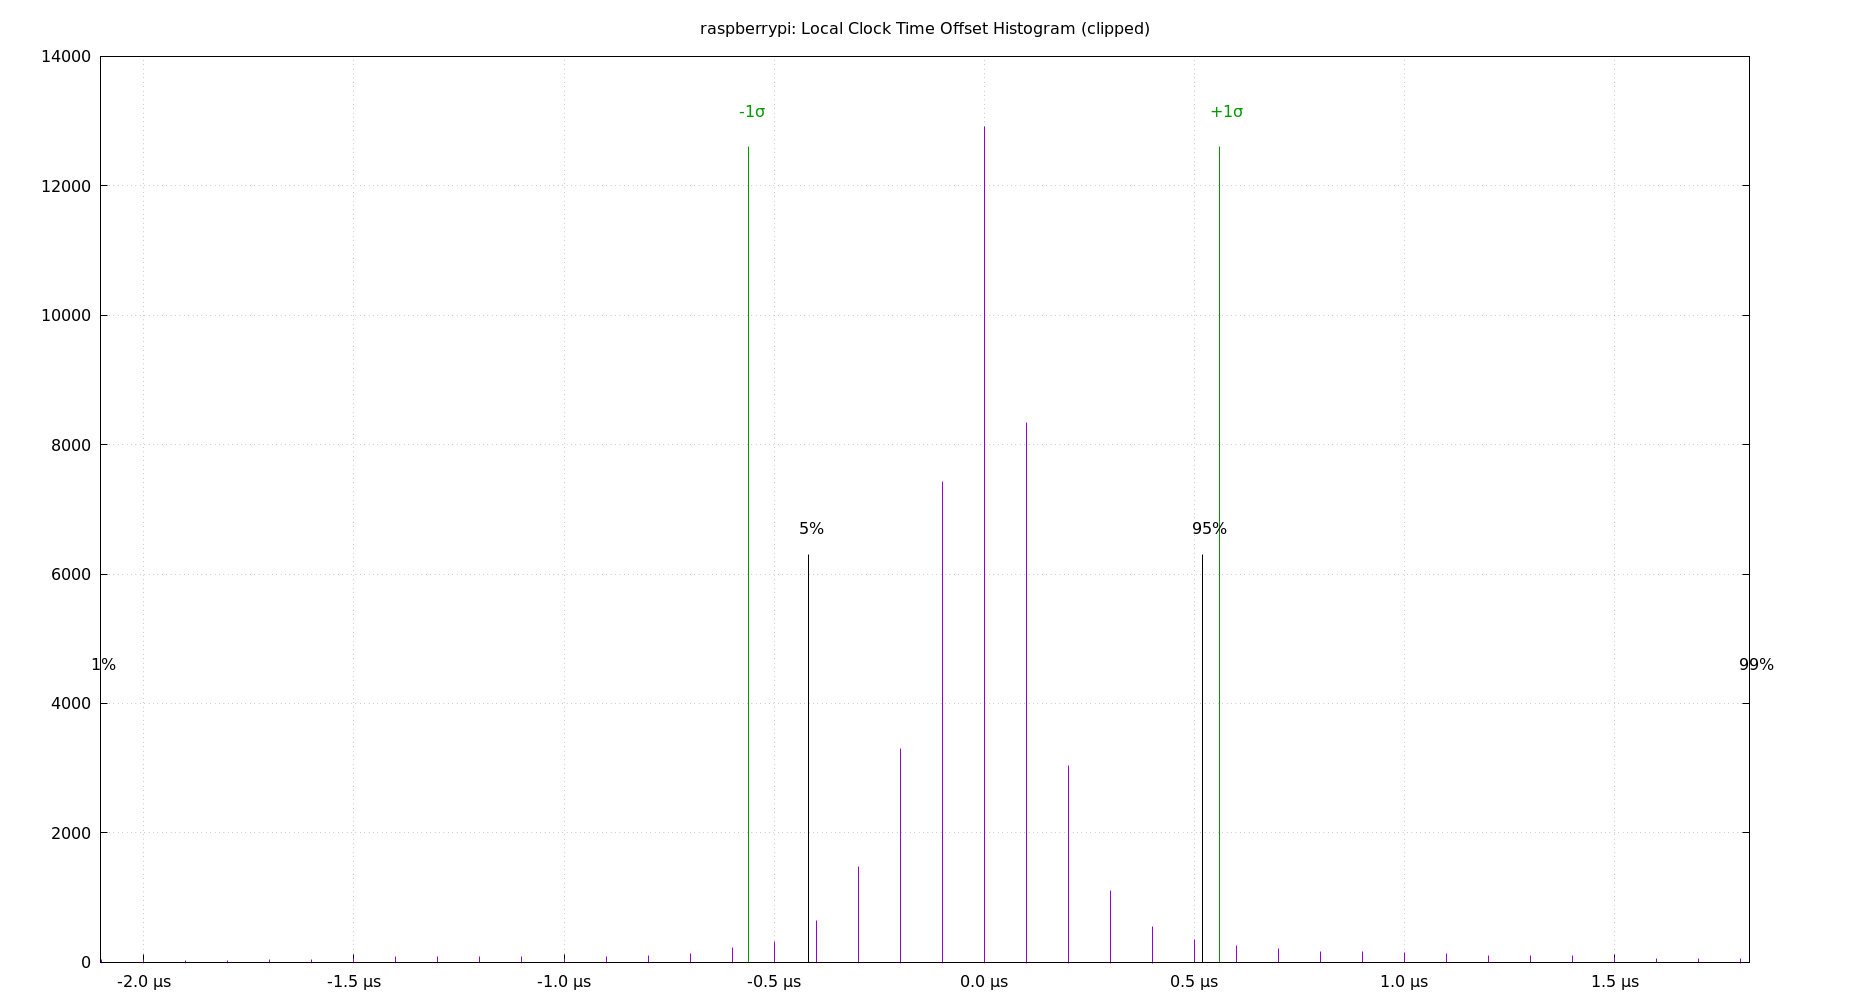 raspberrypi: Local Clock Time Offset Histogram (clipped)
14000
-1σ
+1σ
12000
10000
8000
5%
95%
6000
1%
99%
4000
2000
0
-2.0 µs
-1.5 µs
-1.0 µs
-0.5 µs
0.0 µs
0.5 µs
1.0 µs
1.5 µs